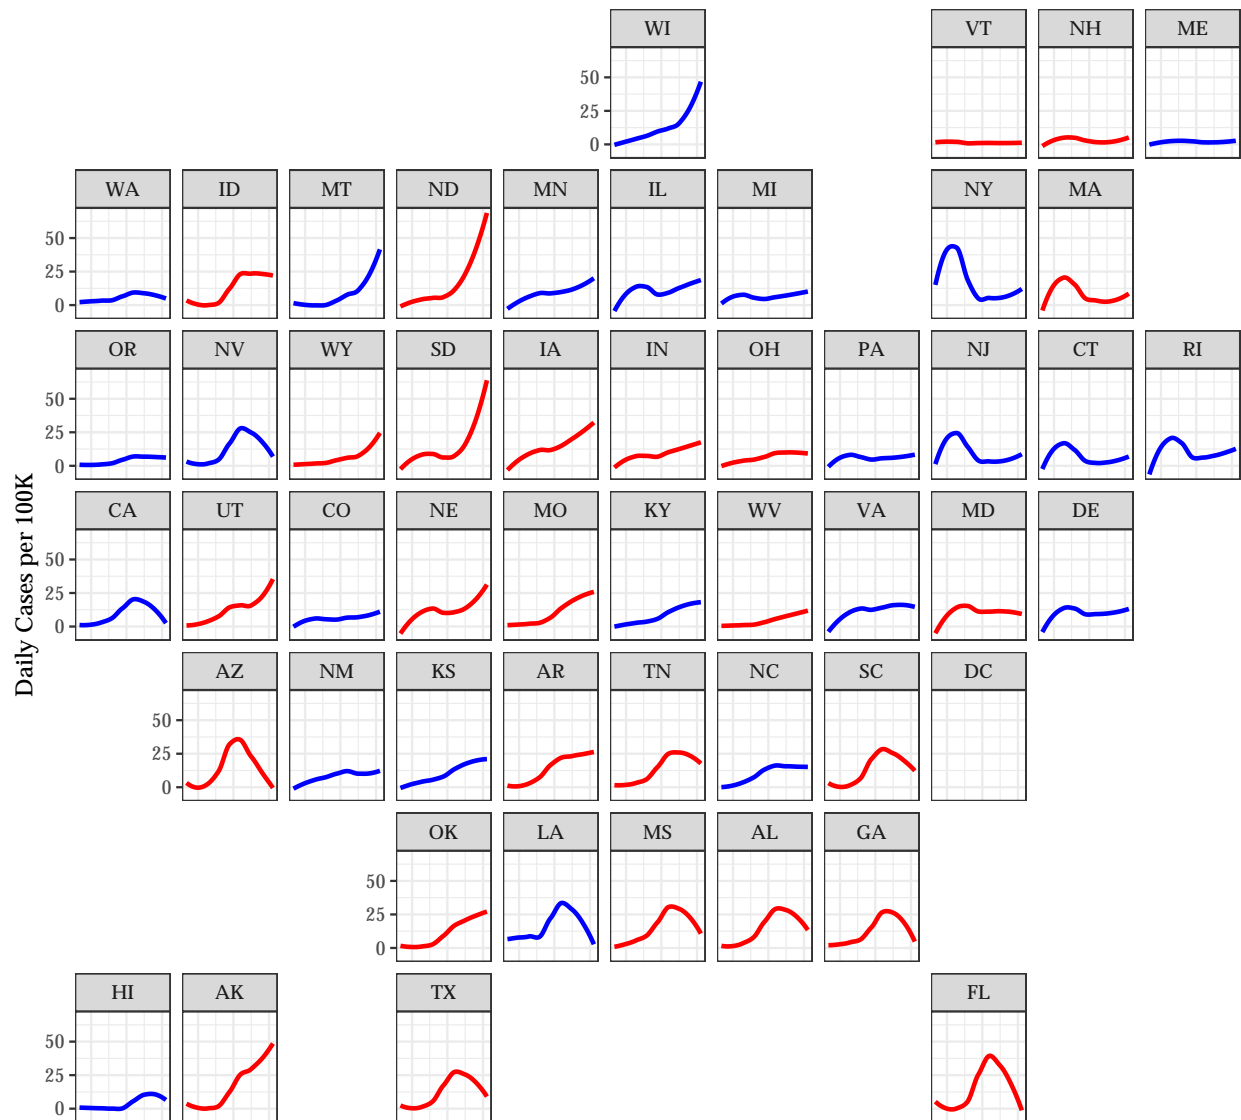 WI VT NH ME
50
25
0
WA ID MT ND MN IL MI NY MA
50
25
0
OR NV WY SD IA IN OH PA NJ CT RI
50
25
0
Daily Cases per 100K
CA UT CO NE MO KY WV VA MD DE
50
25
0
AZ NM KS AR TN NC SC DC
50
25
0
OK LA MS AL GA
50
25
0
HI AK TX FL
50
25
0